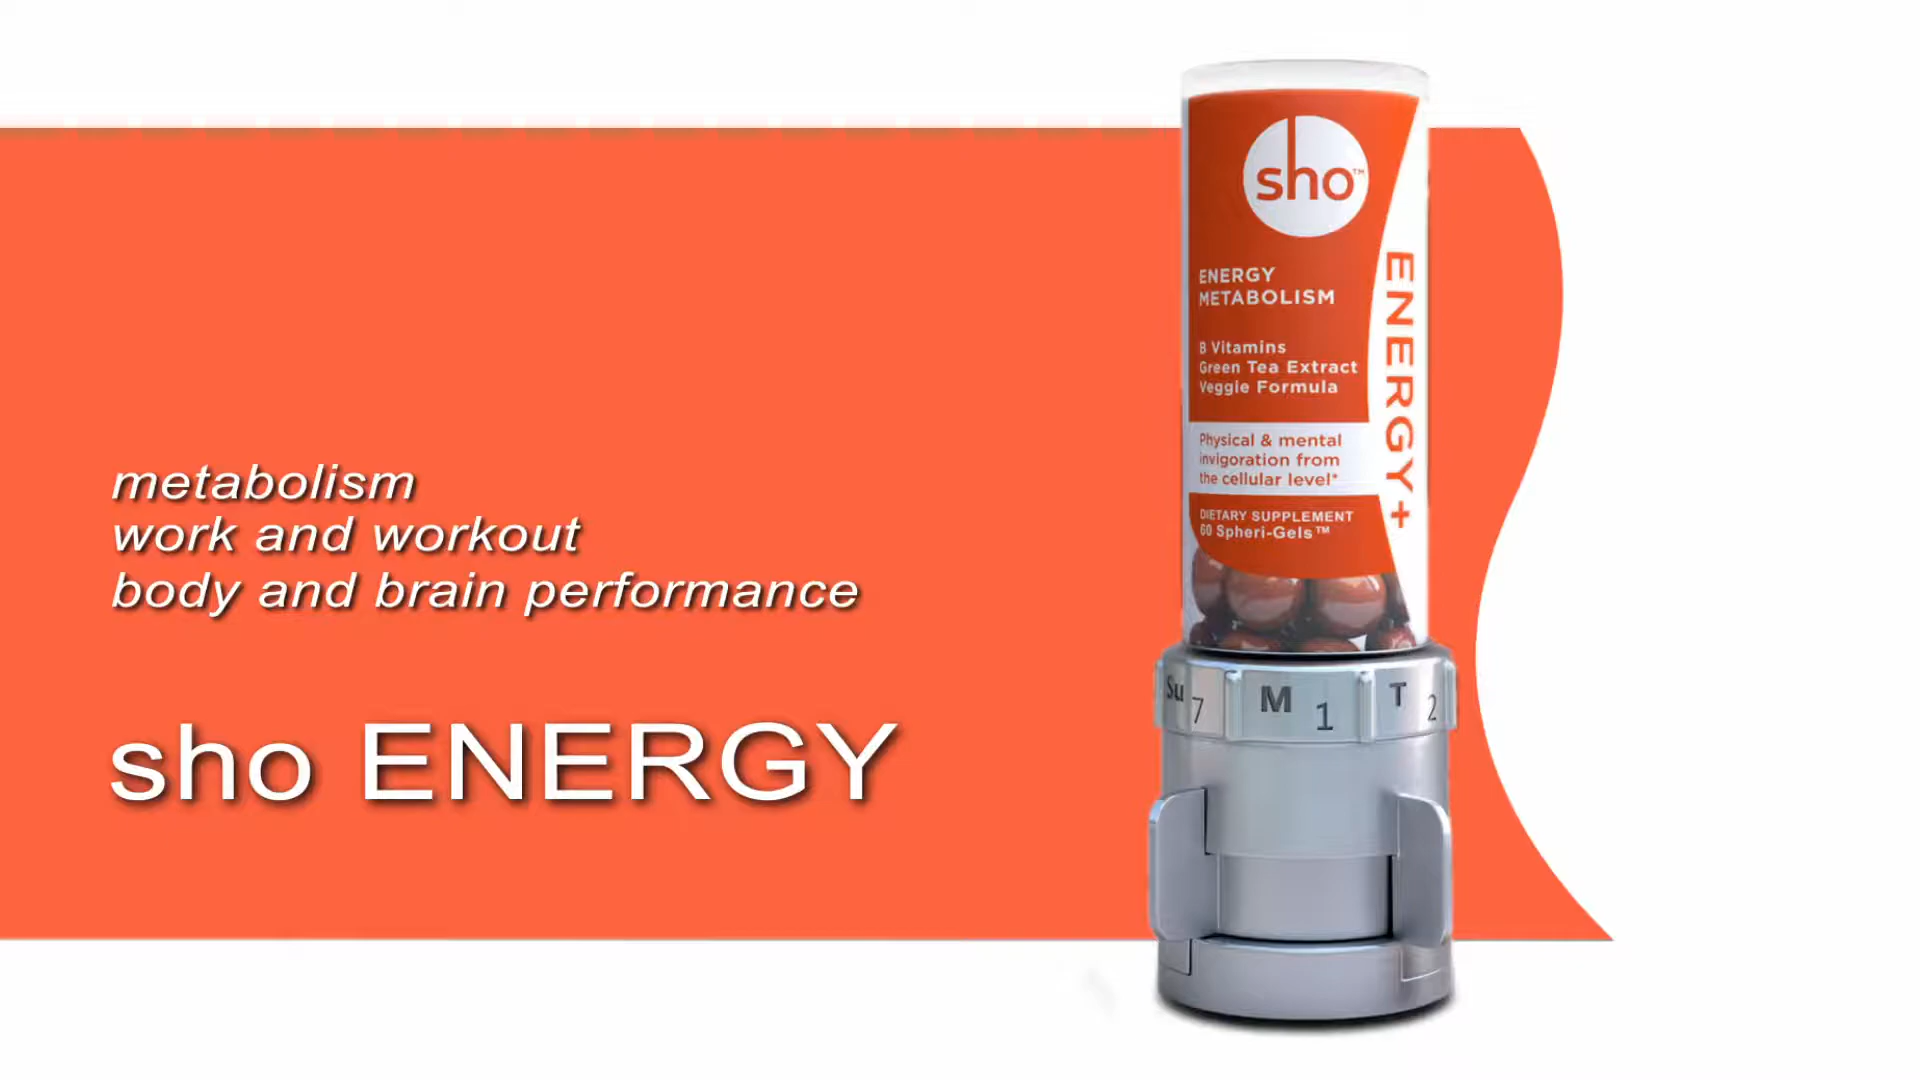 metabolism
work and workout
body and brain performance
sho ENERGY
sho™
ENERGY
METABOLISM
B Vitamins
Green Tea Extract
Veggie Formula
Physical & mental
invigoration from
the cellular level*
DIETARY SUPPLEMENT
60 Spheri-Gels™
ENERGY+
Su 7 M 1 T 2